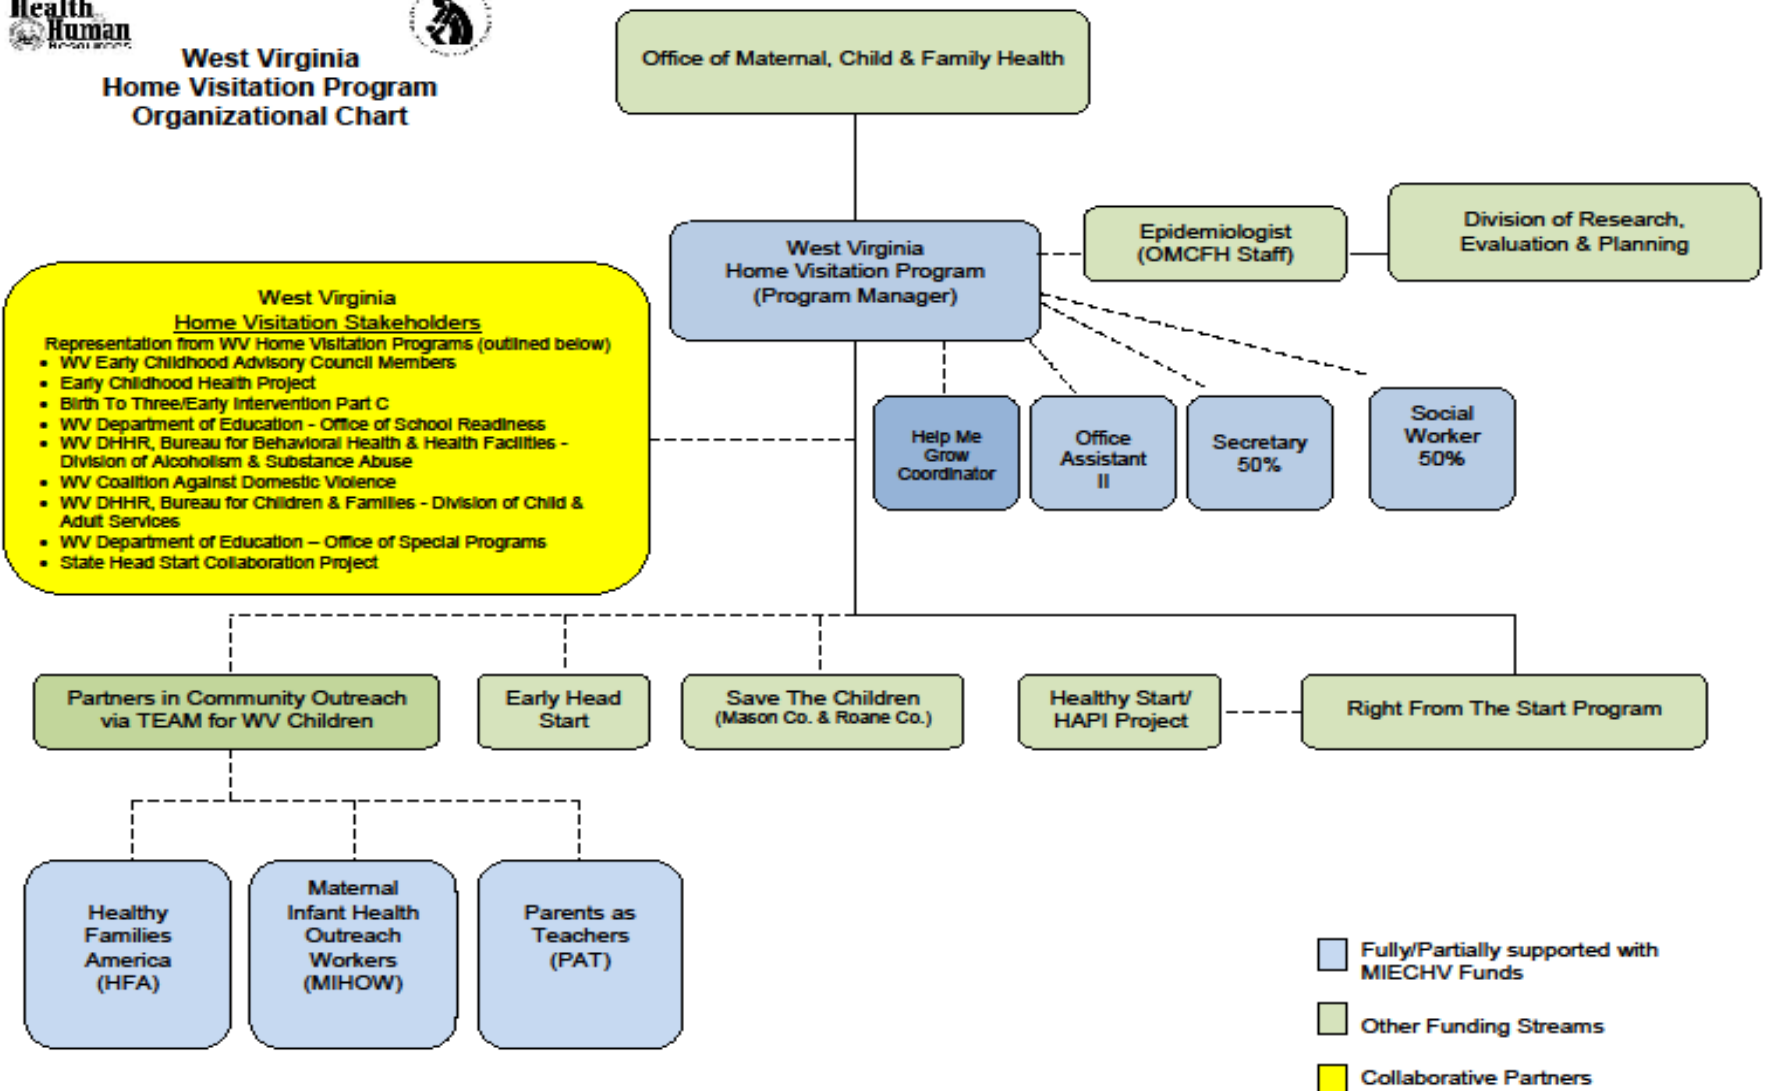 Health
Human
Resources
West Virginia
Home Visitation Program
Organizational Chart
Office of Maternal, Child & Family Health
West Virginia
Home Visitation Program
(Program Manager)
Epidemiologist
(OMCFH Staff)
Division of Research,
Evaluation & Planning
West Virginia
Home Visitation Stakeholders
Representation from WV Home Visitation Programs (outlined below)
• WV Early Childhood Advisory Council Members
• Early Childhood Health Project
• Birth To Three/Early Intervention Part C
• WV Department of Education - Office of School Readiness
• WV DHHR, Bureau for Behavioral Health & Health Facilities -
Division of Alcoholism & Substance Abuse
• WV Coalition Against Domestic Violence
• WV DHHR, Bureau for Children & Families - Division of Child &
Adult Services
• WV Department of Education – Office of Special Programs
• State Head Start Collaboration Project
Help Me
Grow
Coordinator
Office
Assistant
II
Secretary
50%
Social
Worker
50%
Partners in Community Outreach
via TEAM for WV Children
Early Head
Start
Save The Children
(Mason Co. & Roane Co.)
Healthy Start/
HAPI Project
Right From The Start Program
Healthy
Families
America
(HFA)
Maternal
Infant Health
Outreach
Workers
(MIHOW)
Parents as
Teachers
(PAT)
Fully/Partially supported with
MIECHV Funds
Other Funding Streams
Collaborative Partners